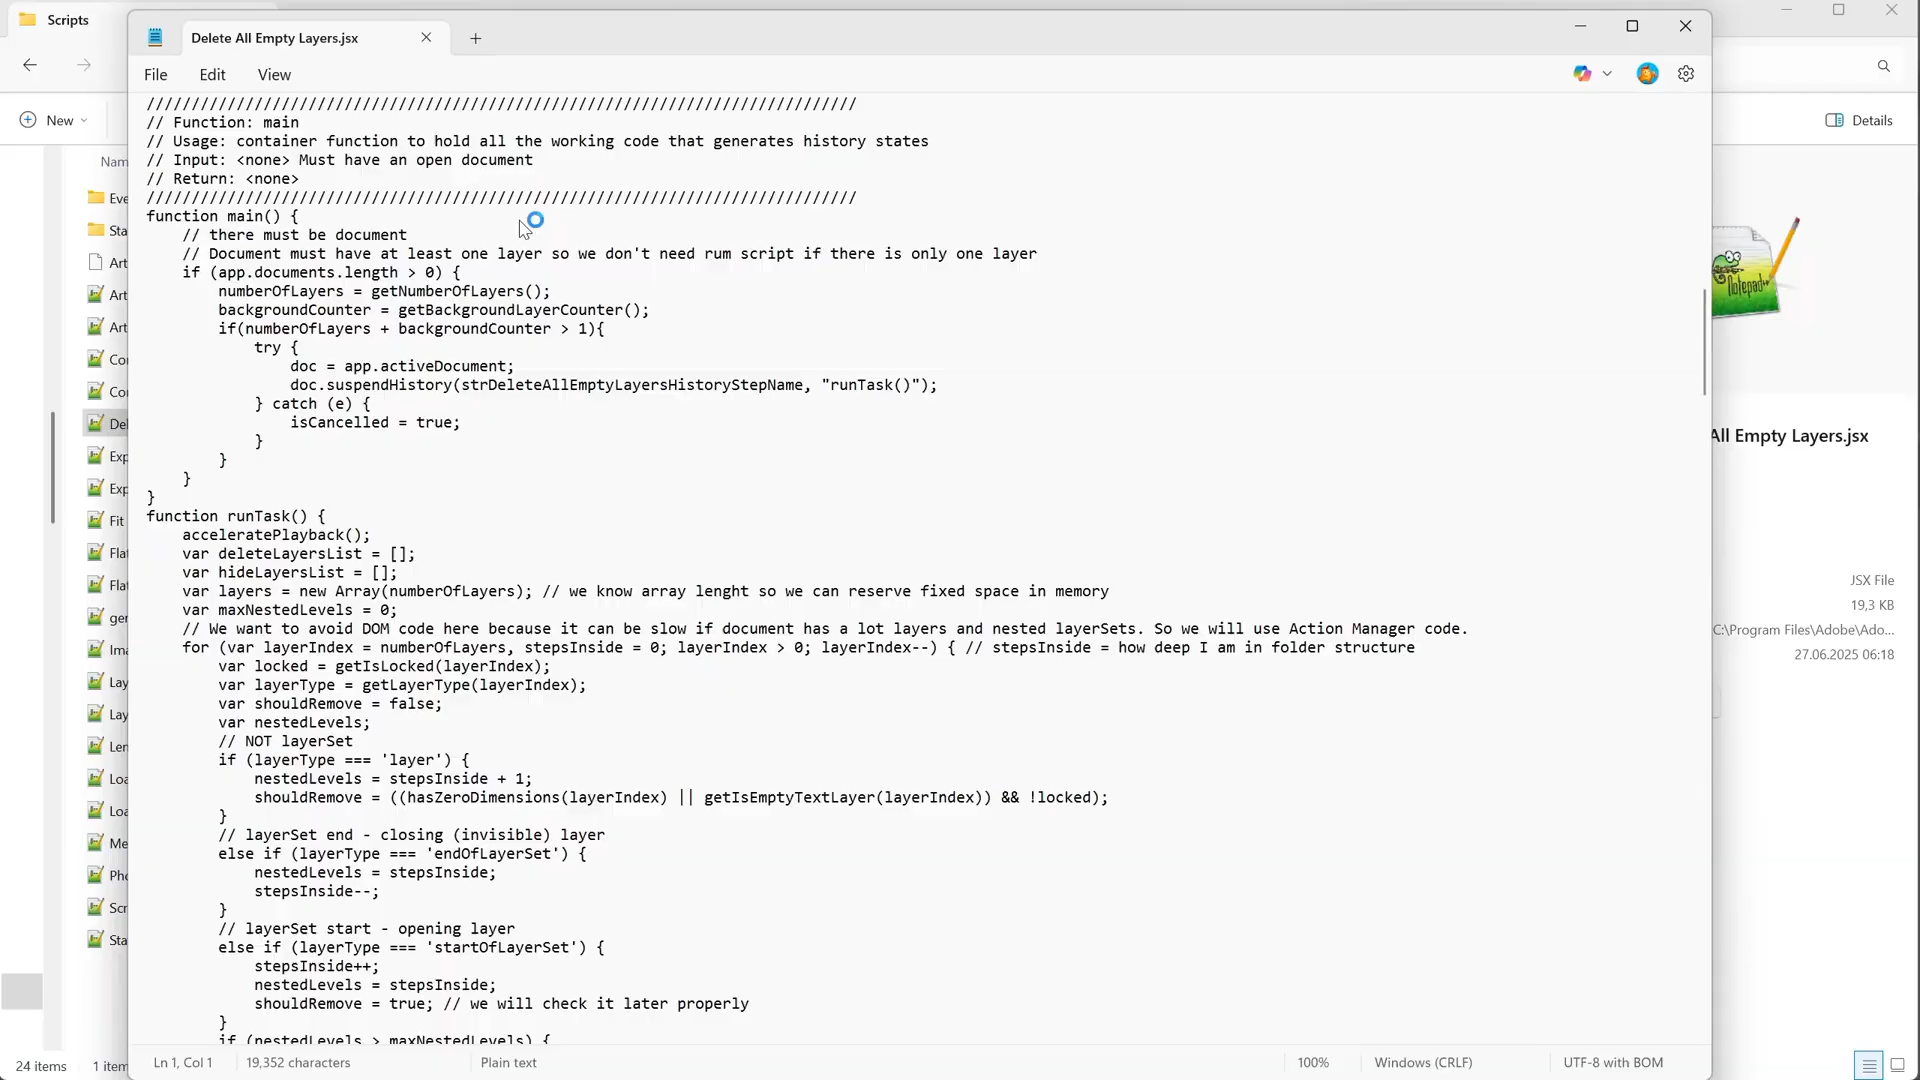 Scripts
Delete All Empty Layers.jsx
File Edit View
New
Details
Nam
Eve
Sta
Art
Art
Art
Cor
Cor
Del
Exp
Exp
Fit
Flat
Flat
ger
Ima
Lay
Lay
Len
Loa
Loa
Me
Pho
Scr
Sta
///////////////////////////////////////////////////////////////////////////////
// Function: main
// Usage: container function to hold all the working code that generates history states
// Input: <none> Must have an open document
// Return: <none>
///////////////////////////////////////////////////////////////////////////////
function main() {
    // there must be document
    // Document must have at least one layer so we don't need rum script if there is only one layer
    if (app.documents.length > 0) {
        numberOfLayers = getNumberOfLayers();
        backgroundCounter = getBackgroundLayerCounter();
        if(numberOfLayers + backgroundCounter > 1){
            try {
                doc = app.activeDocument;
                doc.suspendHistory(strDeleteAllEmptyLayersHistoryStepName, "runTask()");
            } catch (e) {
                isCancelled = true;
            }
        }
    }
}
function runTask() {
    acceleratePlayback();
    var deleteLayersList = [];
    var hideLayersList = [];
    var layers = new Array(numberOfLayers); // we know array lenght so we can reserve fixed space in memory
    var maxNestedLevels = 0;
    // We want to avoid DOM code here because it can be slow if document has a lot layers and nested layerSets. So we will use Action Manager code.
    for (var layerIndex = numberOfLayers, stepsInside = 0; layerIndex > 0; layerIndex--) { // stepsInside = how deep I am in folder structure
        var locked = getIsLocked(layerIndex);
        var layerType = getLayerType(layerIndex);
        var shouldRemove = false;
        var nestedLevels;
        // NOT layerSet
        if (layerType === 'layer') {
            nestedLevels = stepsInside + 1;
            shouldRemove = ((hasZeroDimensions(layerIndex) || getIsEmptyTextLayer(layerIndex)) && !locked);
        }
        // layerSet end - closing (invisible) layer
        else if (layerType === 'endOfLayerSet') {
            nestedLevels = stepsInside;
            stepsInside--;
        }
        // layerSet start - opening layer
        else if (layerType === 'startOfLayerSet') {
            stepsInside++;
            nestedLevels = stepsInside;
            shouldRemove = true; // we will check it later properly
        }
        if (nestedLevels > maxNestedLevels) {
Notepad++
All Empty Layers.jsx
JSX File
19,3 KB
C:\Program Files\Adobe\Ado...
27.06.2025 06:18
24 items 1 item
Ln 1, Col 1 19,352 characters Plain text 100% Windows (CRLF) UTF-8 with BOM